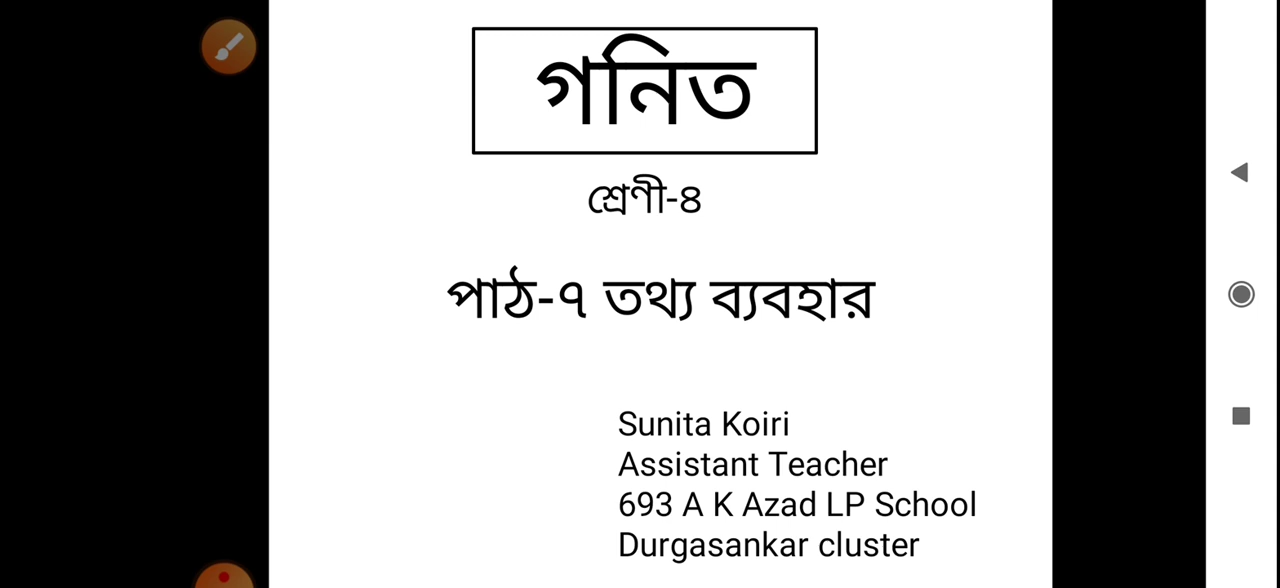 গনিত
শ্রেণী-৪
পাঠ-৭ তথ্য ব্যবহার
Sunita Koiri
Assistant Teacher
693 A K Azad LP School
Durgasankar cluster